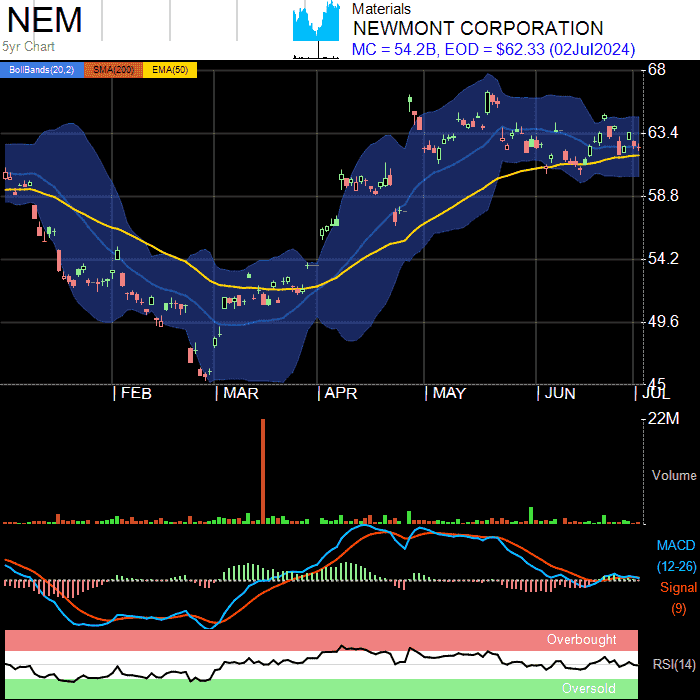 NEM
5yr Chart
Materials
NEWMONT CORPORATION
MC = 54.2B, EOD = $62.33 (02Jul2024)
BollBands(20,2) SMA(200) EMA(50)
68
63.4
58.8
54.2
49.6
45
FEB MAR APR MAY JUN JUL
22M
Volume
MACD
(12-26)
Signal
(9)
Overbought
RSI(14)
Oversold